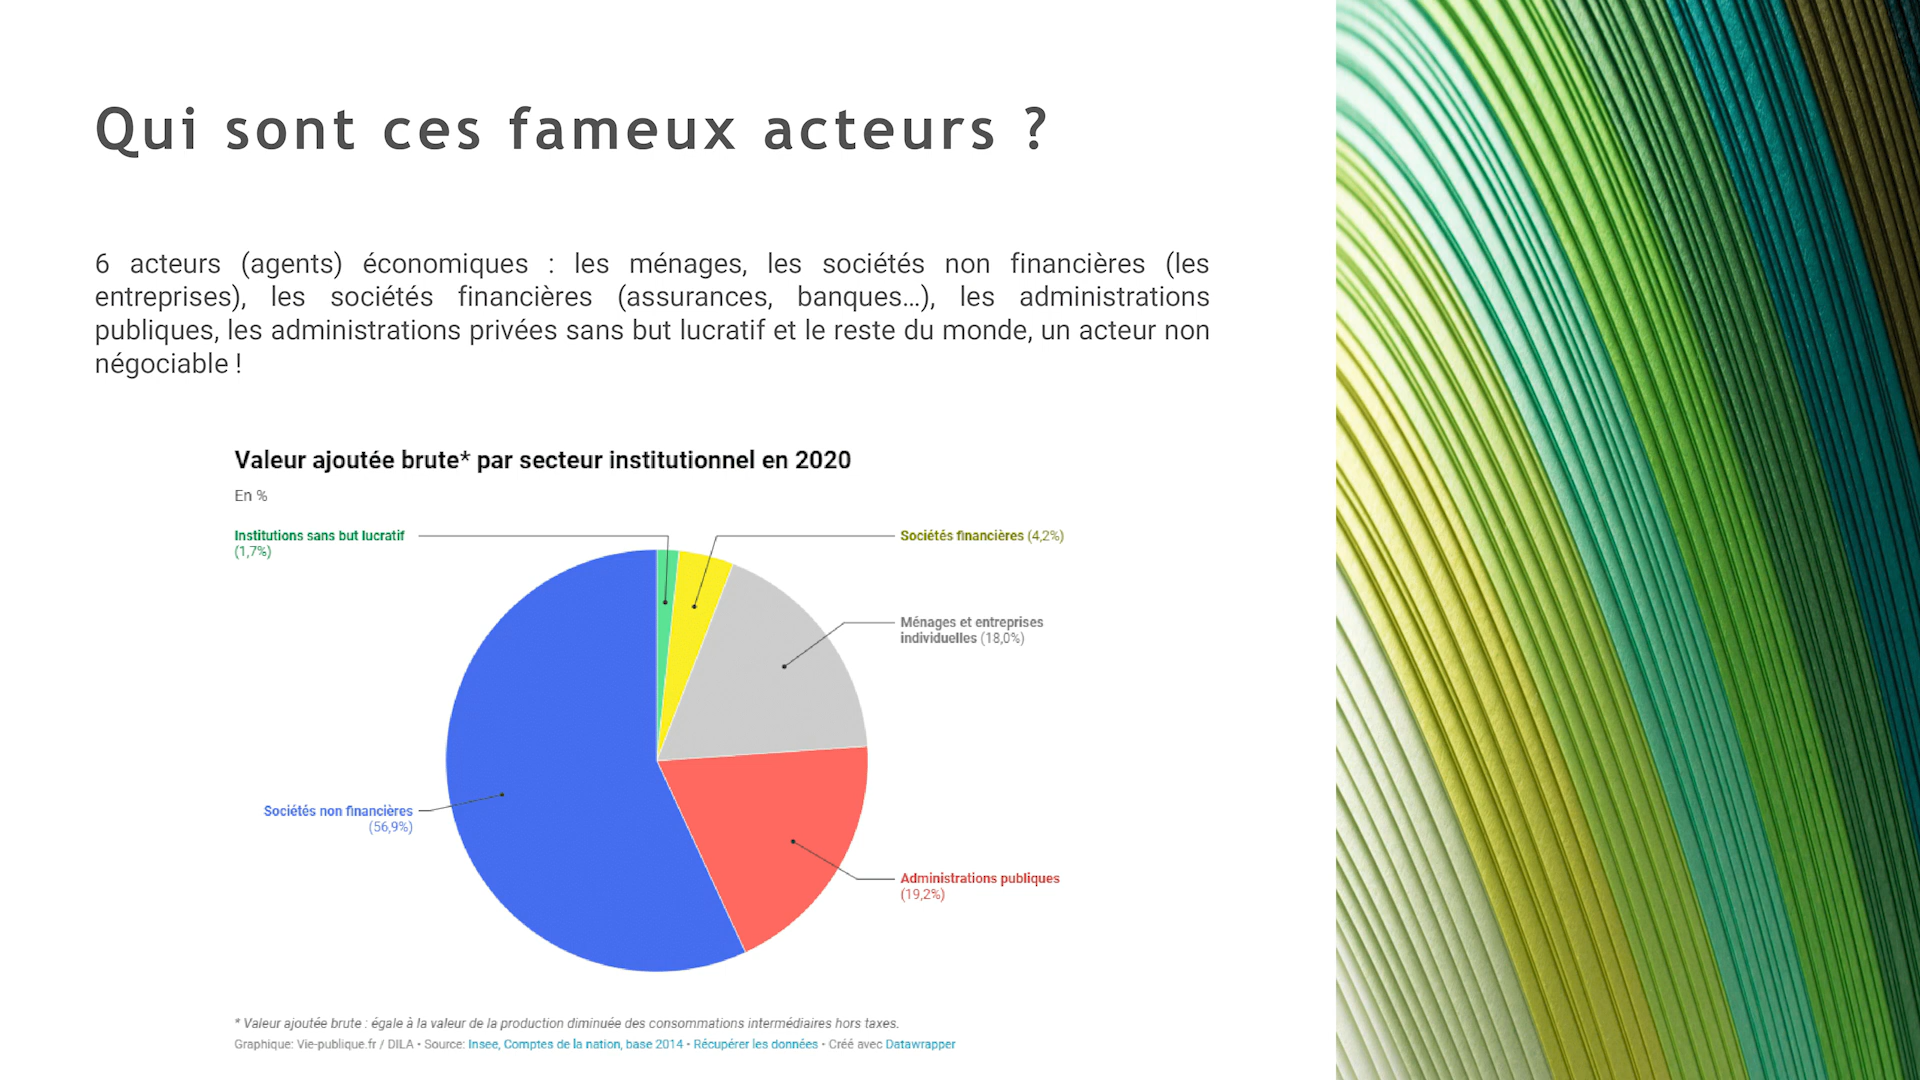 Qui sont ces fameux acteurs ?
6 acteurs (agents) économiques : les ménages, les sociétés non financières (les
entreprises), les sociétés financières (assurances, banques…), les administrations
publiques, les administrations privées sans but lucratif et le reste du monde, un acteur non
négociable !
Valeur ajoutée brute* par secteur institutionnel en 2020
En %
Institutions sans but lucratif
(1,7%)
Sociétés financières (4,2%)
Ménages et entreprises
individuelles (18,0%)
Sociétés non financières
(56,9%)
Administrations publiques
(19,2%)
* Valeur ajoutée brute : égale à la valeur de la production diminuée des consommations intermédiaires hors taxes.
Graphique: Vie-publique.fr / DILA • Source: Insee, Comptes de la nation, base 2014 • Récupérer les données • Créé avec Datawrapper